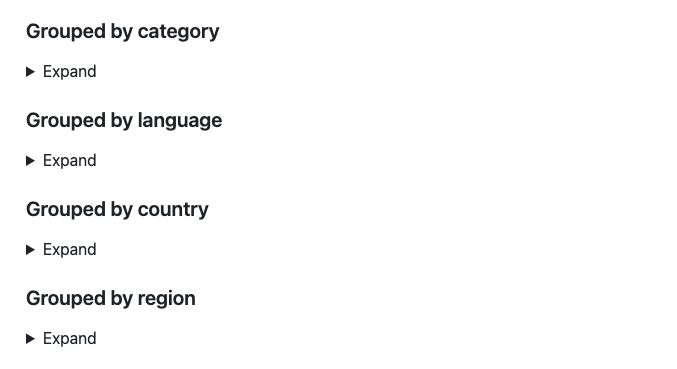 Grouped by category
Expand
Grouped by language
Expand
Grouped by country
Expand
Grouped by region
Expand